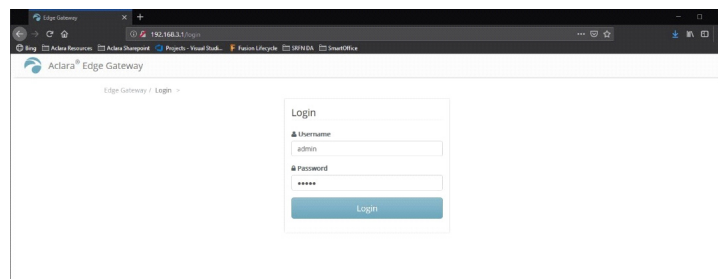 Edge Gateway
192.168.3.1/login
Bing Aclara Resources Aclara Sharepoint Projects - Visual Studi... Fusion Lifecycle SRFN DA SmartOffice
Aclara® Edge Gateway
Edge Gateway / Login >
Login
Username
admin
Password
•••••
Login